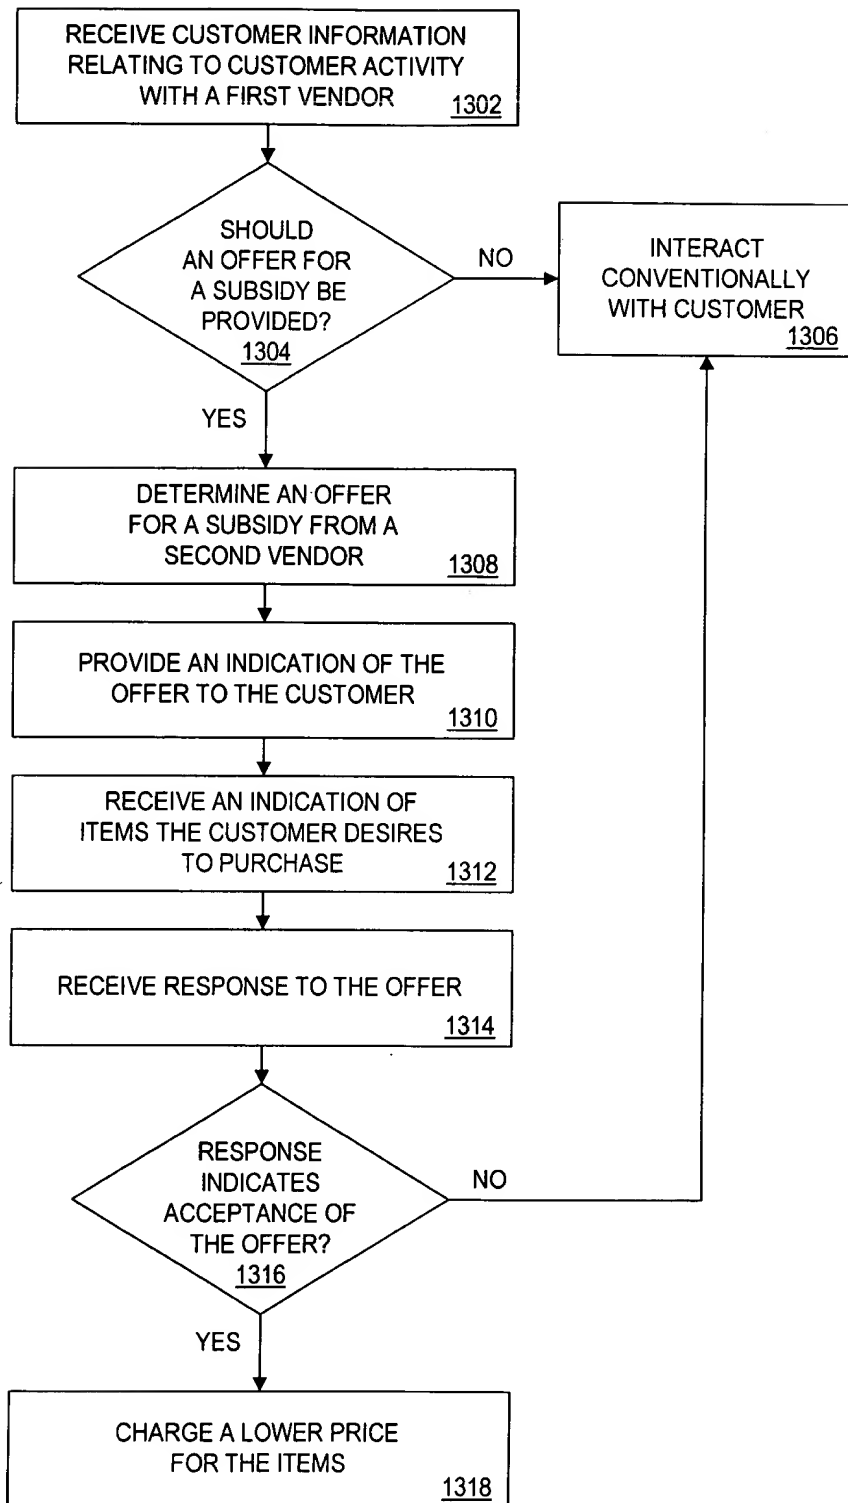 RECEIVE CUSTOMER INFORMATION
RELATING TO CUSTOMER ACTIVITY
WITH A FIRST VENDOR
1302
SHOULD
AN OFFER FOR
A SUBSIDY BE
PROVIDED?
1304
NO
INTERACT
CONVENTIONALLY
WITH CUSTOMER
1306
YES
DETERMINE AN OFFER
FOR A SUBSIDY FROM A
SECOND VENDOR
1308
PROVIDE AN INDICATION OF THE
OFFER TO THE CUSTOMER
1310
RECEIVE AN INDICATION OF
ITEMS THE CUSTOMER DESIRES
TO PURCHASE
1312
RECEIVE RESPONSE TO THE OFFER
1314
RESPONSE
INDICATES
ACCEPTANCE OF
THE OFFER?
1316
NO
YES
CHARGE A LOWER PRICE
FOR THE ITEMS
1318